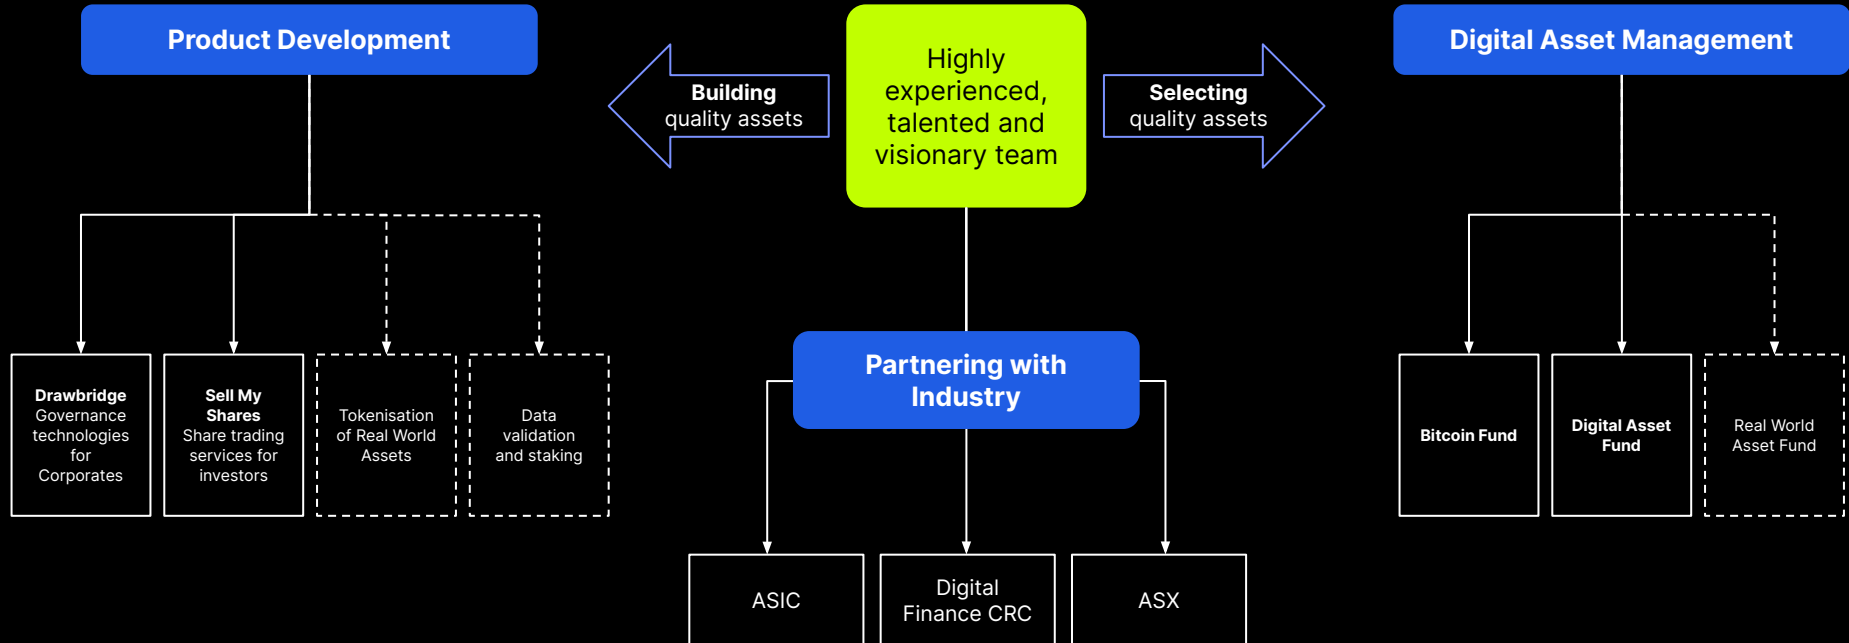 Product Development
Building
quality assets
Highly
experienced,
talented and
visionary team
Selecting
quality assets
Digital Asset Management
Drawbridge
Governance
technologies
for
Corporates
Sell My
Shares
Share trading
services for
investors
Tokenisation
of Real World
Assets
Data
validation
and staking
Partnering with
Industry
ASIC
Digital
Finance CRC
ASX
Bitcoin Fund
Digital Asset
Fund
Real World
Asset Fund